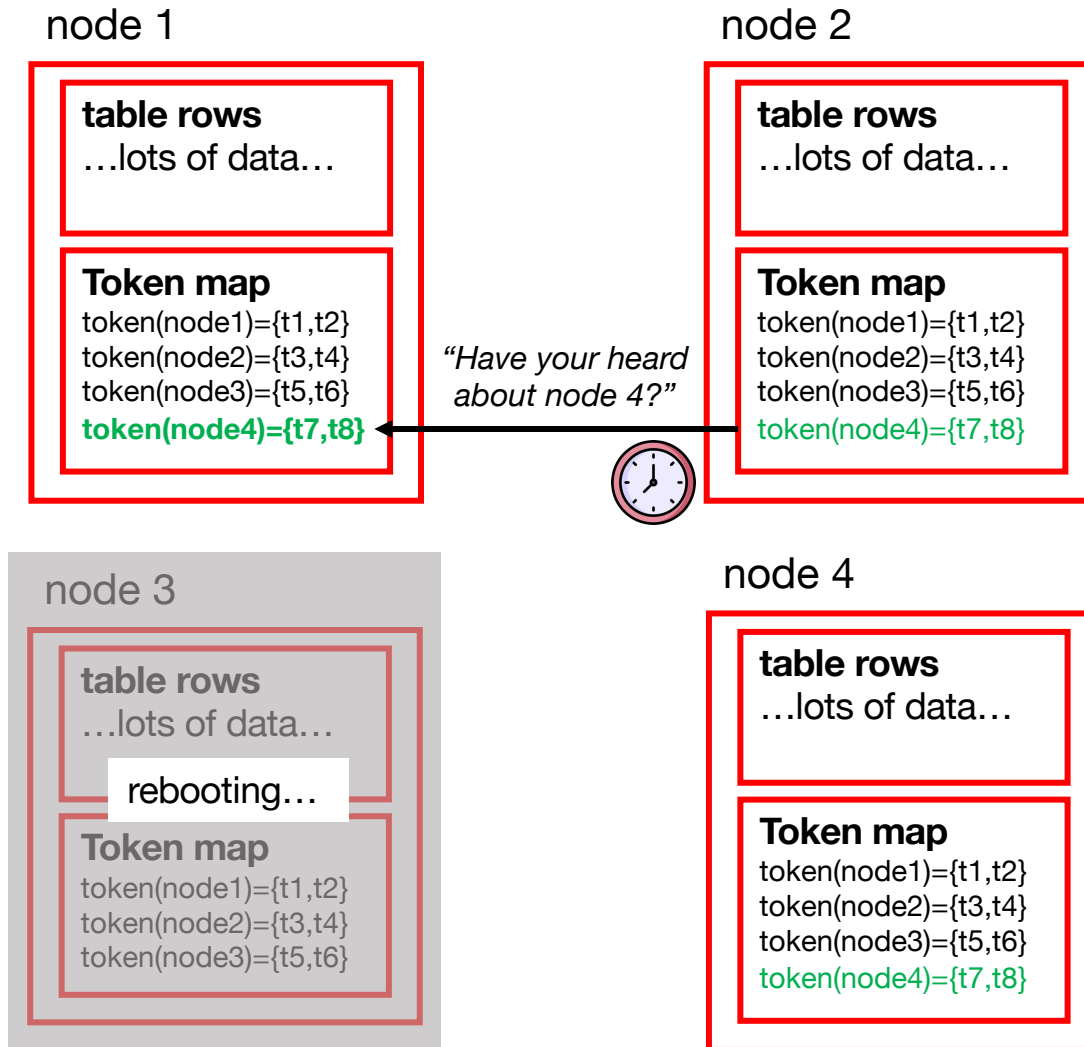 node 1
table rows
…lots of data…
Token map
token(node1)={t1,t2}
token(node2)={t3,t4}
token(node3)={t5,t6}
token(node4)={t7,t8}
“Have your heard
about node 4?”
node 2
table rows
…lots of data…
Token map
token(node1)={t1,t2}
token(node2)={t3,t4}
token(node3)={t5,t6}
token(node4)={t7,t8}
node 3
table rows
…lots of data…
rebooting…
Token map
token(node1)={t1,t2}
token(node2)={t3,t4}
token(node3)={t5,t6}
node 4
table rows
…lots of data…
Token map
token(node1)={t1,t2}
token(node2)={t3,t4}
token(node3)={t5,t6}
token(node4)={t7,t8}